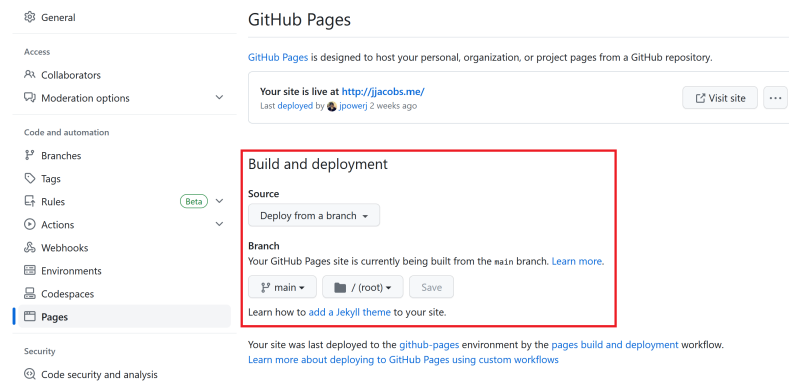 General
Access
Collaborators
Moderation options
Code and automation
Branches
Tags
Rules Beta
Actions
Webhooks
Environments
Codespaces
Pages
Security
Code security and analysis
GitHub Pages
GitHub Pages is designed to host your personal, organization, or project pages from a GitHub repository.
Your site is live at http://jjacobs.me/
Last deployed by jpowerj 2 weeks ago
Visit site
Build and deployment
Source
Deploy from a branch
Branch
Your GitHub Pages site is currently being built from the main branch. Learn more.
main / (root) Save
Learn how to add a Jekyll theme to your site.
Your site was last deployed to the github-pages environment by the pages build and deployment workflow.
Learn more about deploying to GitHub Pages using custom workflows